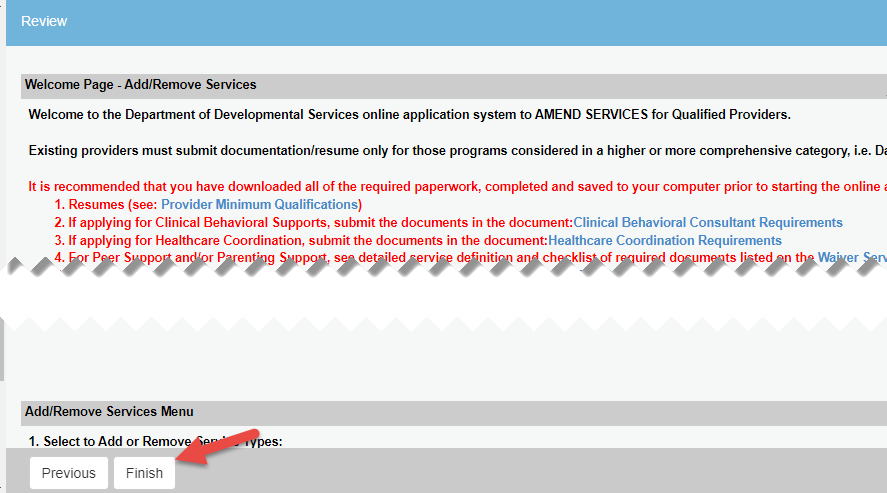 Review
Welcome Page - Add/Remove Services
Welcome to the Department of Developmental Services online application system to AMEND SERVICES for Qualified Providers.
Existing providers must submit documentation/resume only for those programs considered in a higher or more comprehensive category, i.e. Da
It is recommended that you have downloaded all of the required paperwork, completed and saved to your computer prior to starting the online a
1. Resumes (see: Provider Minimum Qualifications)
2. If applying for Clinical Behavioral Supports, submit the documents in the document:Clinical Behavioral Consultant Requirements
3. If applying for Healthcare Coordination, submit the documents in the document:Healthcare Coordination Requirements
4. For Peer Support and/or Parenting Support, see detailed service definition and checklist of required documents listed on the Waiver Serv
Add/Remove Services Menu
1. Select to Add or Remove Service Types:
Previous
Finish